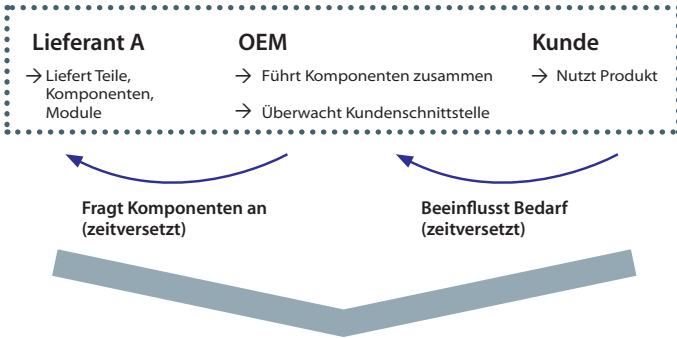 Lieferant A
→ Liefert Teile,
Komponenten,
Module
OEM
→ Führt Komponenten zusammen
→ Überwacht Kundenschnittstelle
Kunde
→ Nutzt Produkt
Fragt Komponenten an
(zeitversetzt)
Beeinflusst Bedarf
(zeitversetzt)